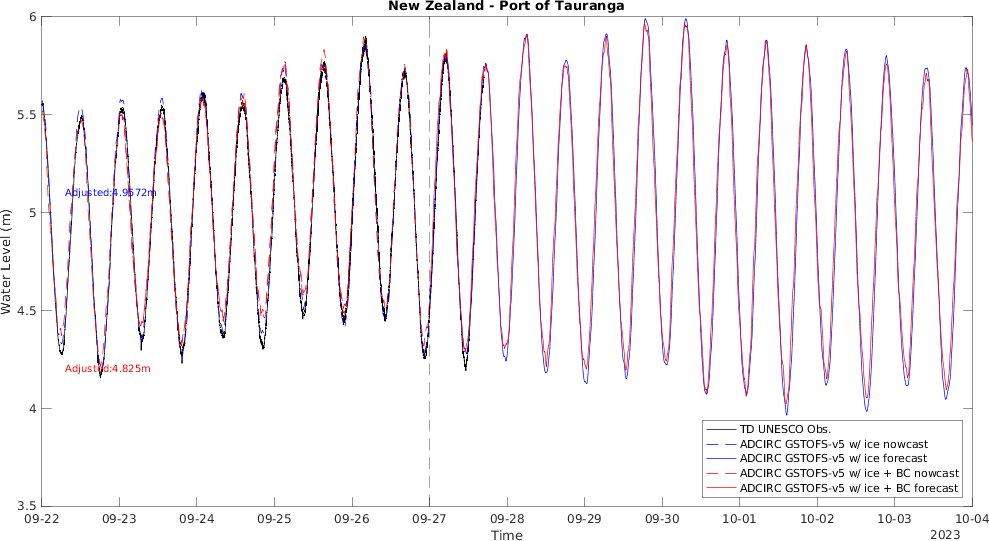 New Zealand - Port of Tauranga
6
5.5
5
4.5
4
3.5
Water Level (m)
Adjusted:4.9572m
Adjusted:4.825m
TD UNESCO Obs.
ADCIRC GSTOFS-v5 w/ ice nowcast
ADCIRC GSTOFS-v5 w/ ice forecast
ADCIRC GSTOFS-v5 w/ ice + BC nowcast
ADCIRC GSTOFS-v5 w/ ice + BC forecast
09-22 09-23 09-24 09-25 09-26 09-27 09-28 09-29 09-30 10-01 10-02 10-03 10-04
Time
2023